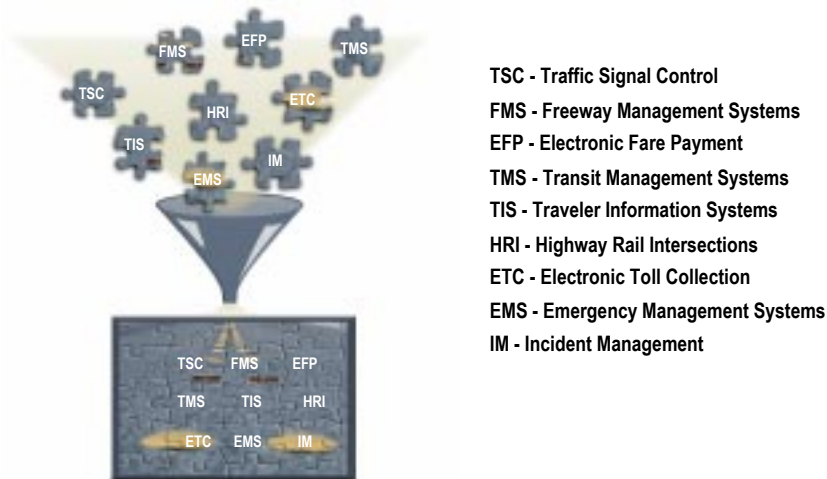 EFP
FMS
TMS
TSC
ETC
HRI
TIS
IM
EMS
TSC FMS EFP
TMS TIS HRI
ETC EMS IM
TSC - Traffic Signal Control
FMS - Freeway Management Systems
EFP - Electronic Fare Payment
TMS - Transit Management Systems
TIS - Traveler Information Systems
HRI - Highway Rail Intersections
ETC - Electronic Toll Collection
EMS - Emergency Management Systems
IM - Incident Management